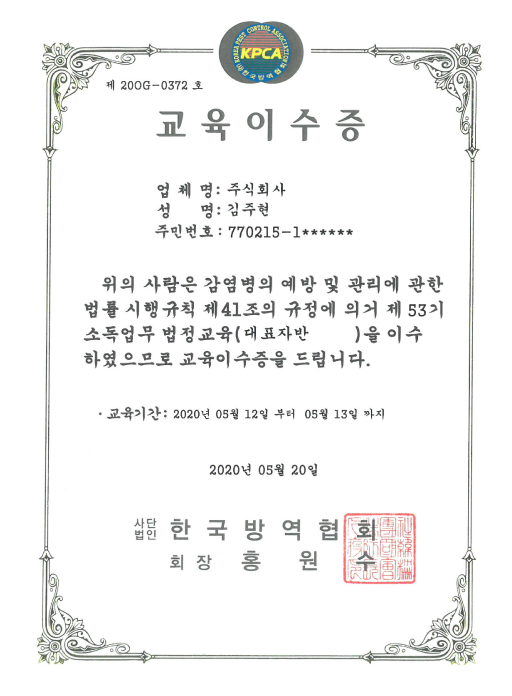 KOREA PEST CONTROL ASSOCIATION
KPCA
(사)한국방역협회
제 200G-0372 호
교육이수증
업 체 명: 주식회사
성 명: 김주현
주민번호: 770215-1******
위의 사람은 감염병의 예방 및 관리에 관한
법률 시행규칙 제41조의 규정에 의거 제 53기
소독업무 법정교육(대표자반 )을 이수
하였으므로 교육이수증을 드립니다.
· 교육기간: 2020년 05월 12일 부터 05월 13일 까지
2020년 05월 20일
사단
법인 한국방역협회
회장 홍 원 수